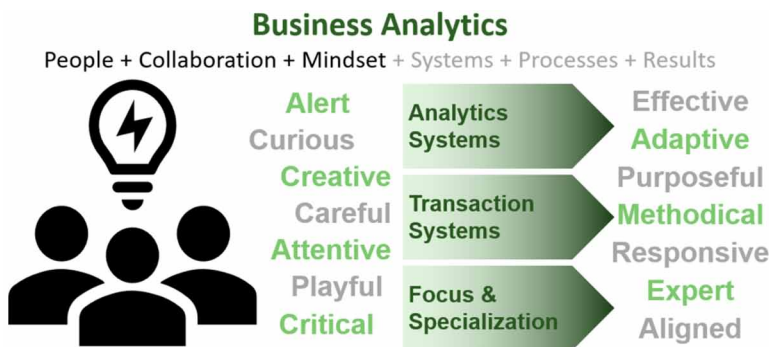 Business Analytics
People + Collaboration + Mindset + Systems + Processes + Results
Alert
Curious
Creative
Careful
Attentive
Playful
Critical
Analytics
Systems
Transaction
Systems
Focus &
Specialization
Effective
Adaptive
Purposeful
Methodical
Responsive
Expert
Aligned